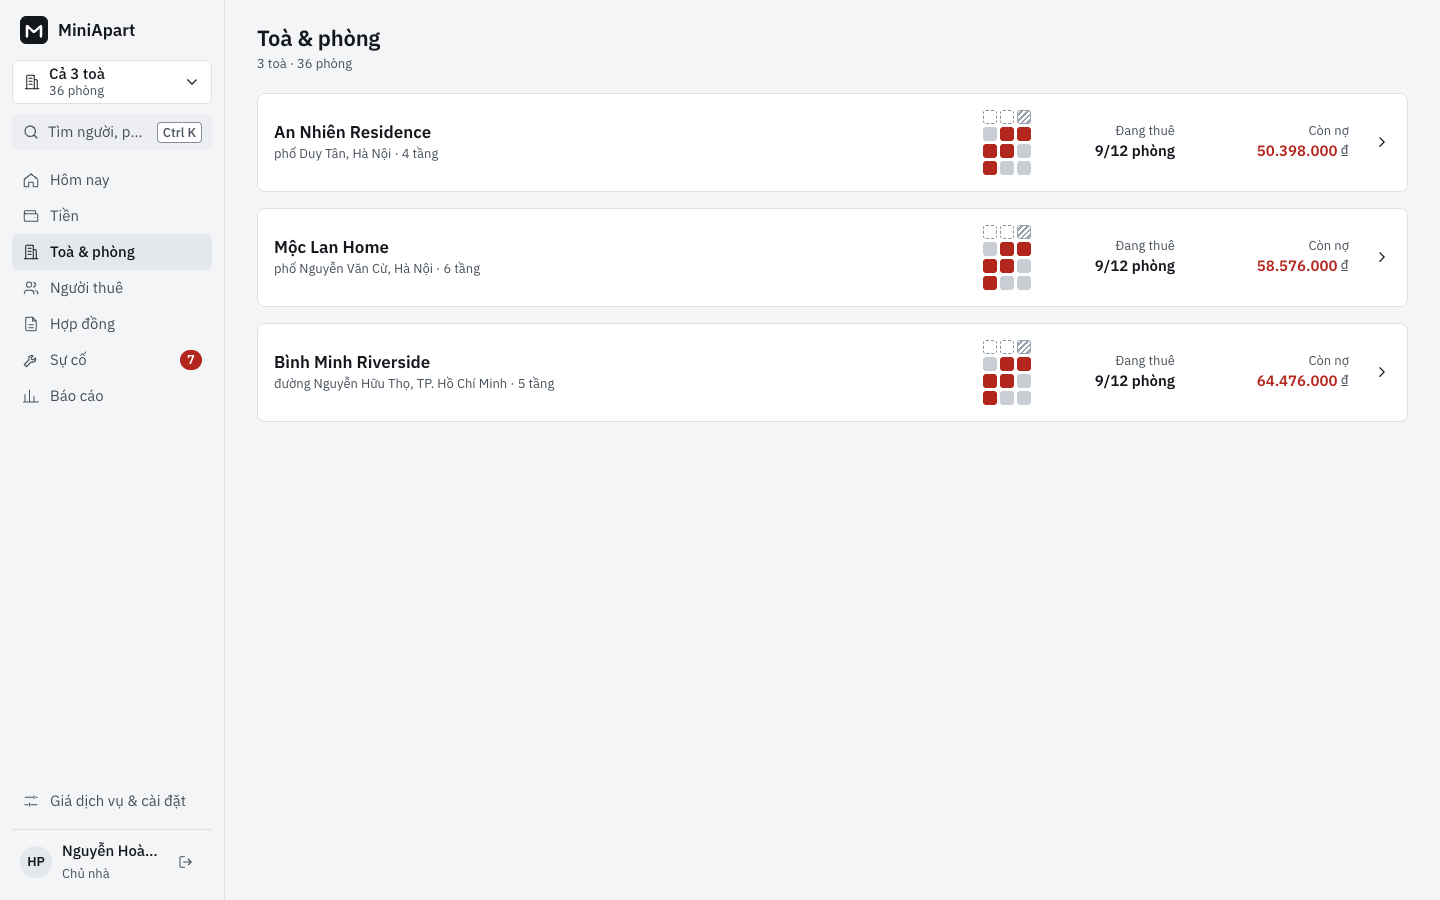 MiniApart
Cả 3 toà
36 phòng
Tìm người, p... Ctrl K
Hôm nay
Tiền
Toà & phòng
Người thuê
Hợp đồng
Sự cố 7
Báo cáo
Giá dịch vụ & cài đặt
HP
Nguyễn Hoà...
Chủ nhà
Toà & phòng
3 toà · 36 phòng
An Nhiên Residence
phố Duy Tân, Hà Nội · 4 tầng
Đang thuê
9/12 phòng
Còn nợ
50.398.000 ₫
Mộc Lan Home
phố Nguyễn Văn Cừ, Hà Nội · 6 tầng
Đang thuê
9/12 phòng
Còn nợ
58.576.000 ₫
Bình Minh Riverside
đường Nguyễn Hữu Thọ, TP. Hồ Chí Minh · 5 tầng
Đang thuê
9/12 phòng
Còn nợ
64.476.000 ₫